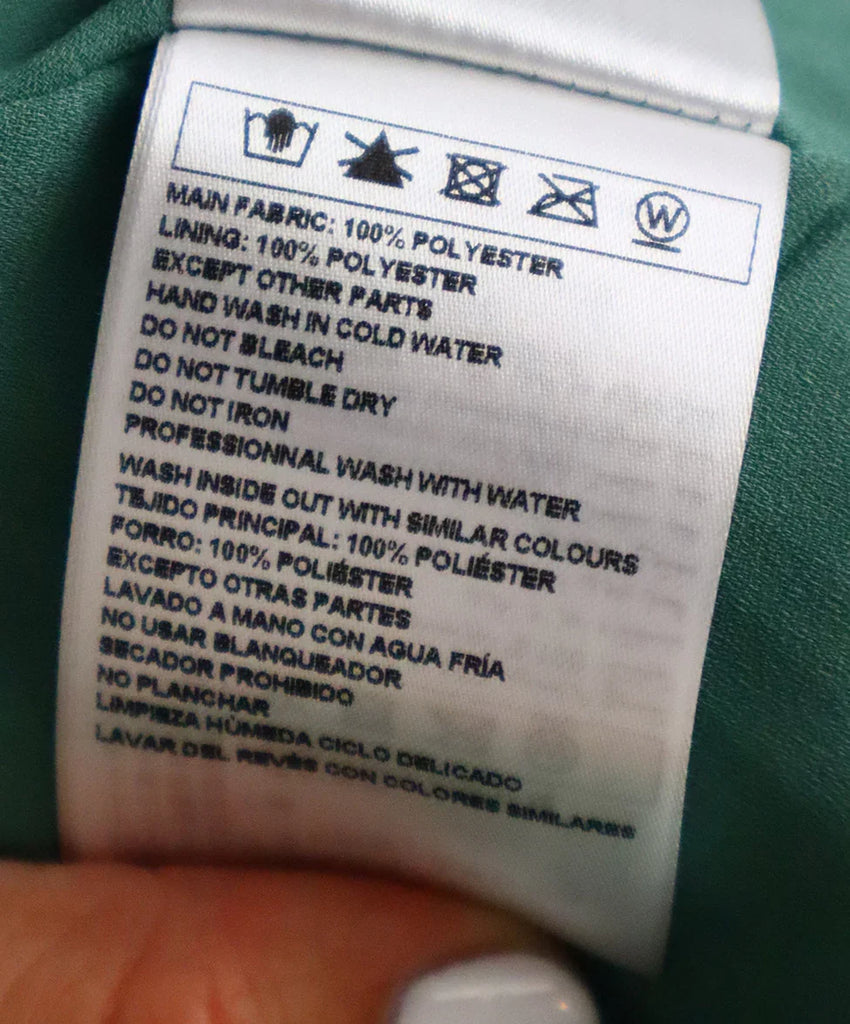 W
MAIN FABRIC: 100% POLYESTER
LINING: 100% POLYESTER
EXCEPT OTHER PARTS
HAND WASH IN COLD WATER
DO NOT BLEACH
DO NOT TUMBLE DRY
DO NOT IRON
PROFESSIONNAL WASH WITH WATER
WASH INSIDE OUT WITH SIMILAR COLOURS
TEJIDO PRINCIPAL: 100% POLIÉSTER
FORRO: 100% POLIÉSTER
EXCEPTO OTRAS PARTES
LAVADO A MANO CON AGUA FRÍA
NO USAR BLANQUEADOR
SECADOR PROHIBIDO
NO PLANCHAR
LIMPIEZA HÚMEDA CICLO DELICADO
LAVAR DEL REVÉS CON COLORES SIMILARES